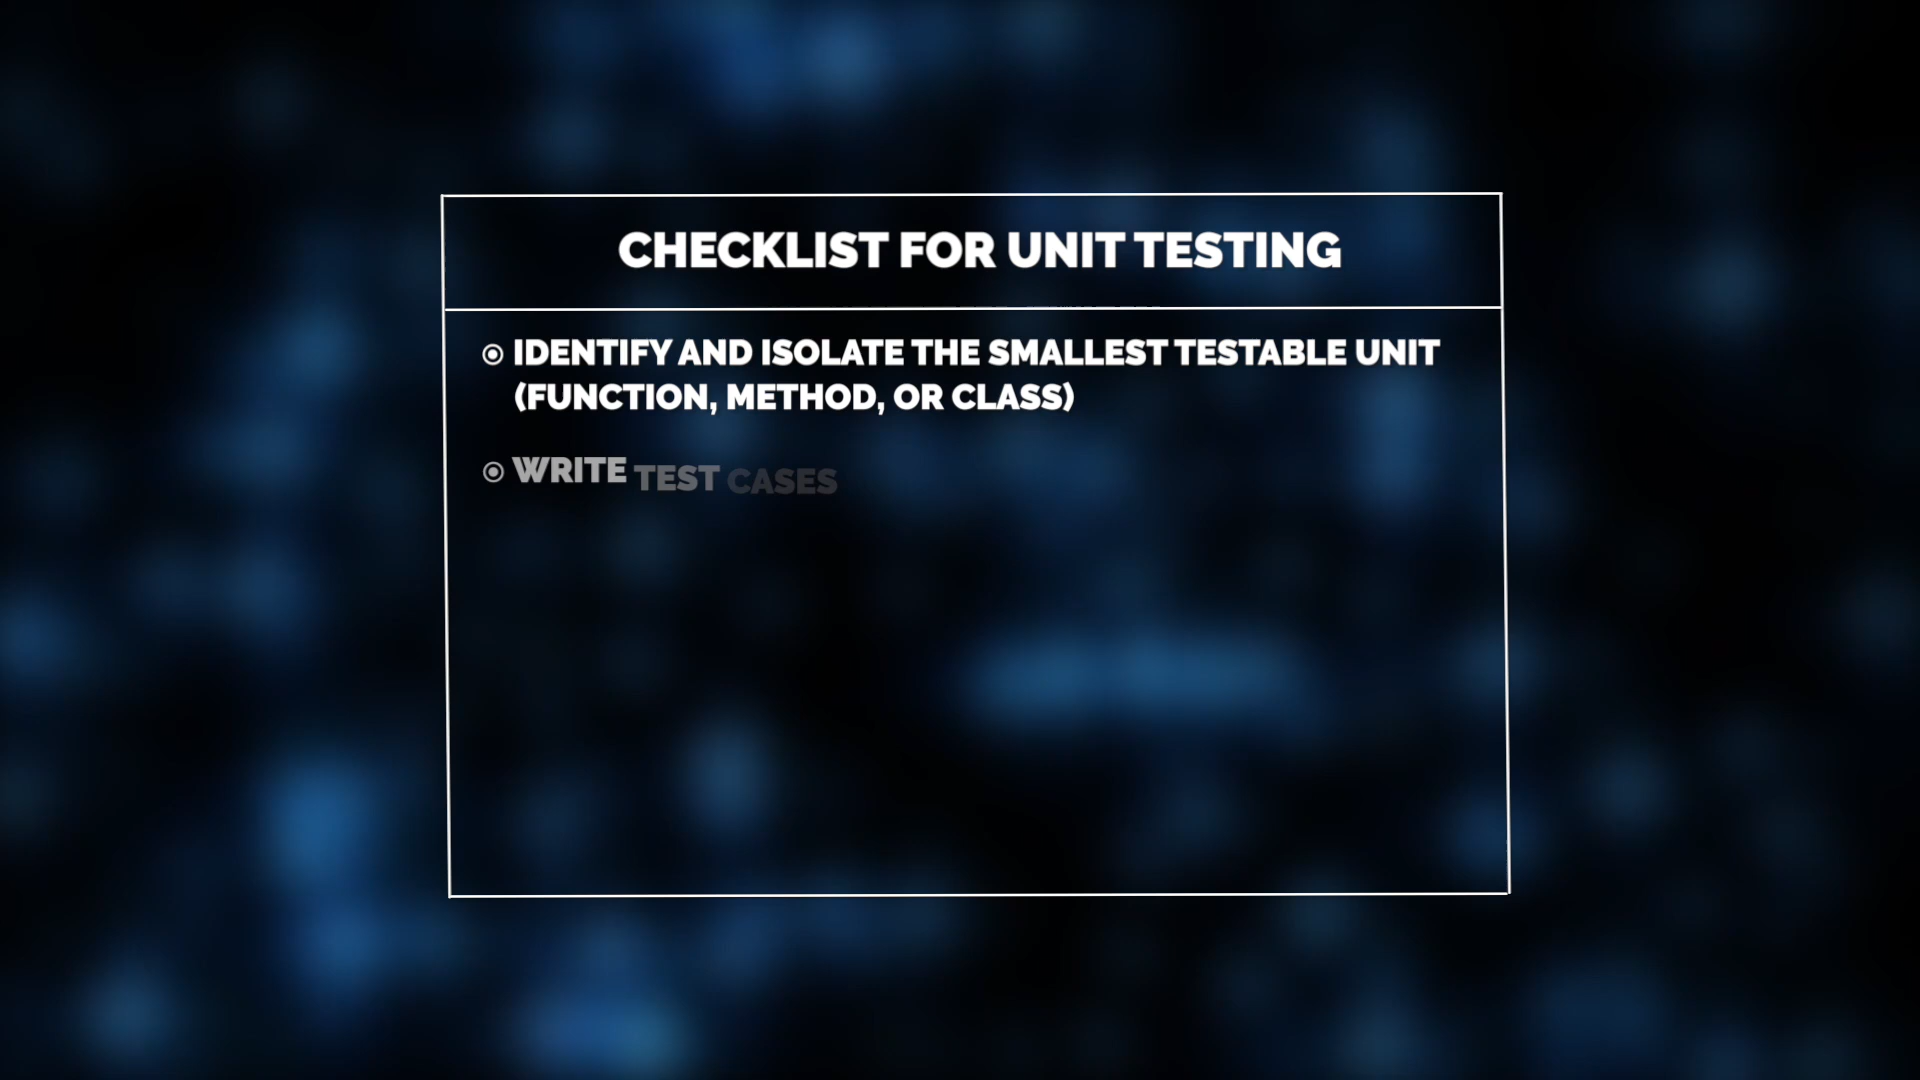 CHECKLIST FOR UNIT TESTING
IDENTIFY AND ISOLATE THE SMALLEST TESTABLE UNIT
(FUNCTION, METHOD, OR CLASS)
WRITE TEST CASES